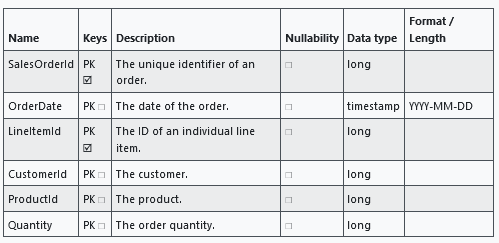 Name Keys Description Nullability Data type Format /
Length
SalesOrderId PK ☑ The unique identifier of an
order. ☐ long
OrderDate PK ☐ The date of the order. ☐ timestamp YYYY-MM-DD
LineItemId PK ☑ The ID of an individual line
item. ☐ long
CustomerId PK ☐ The customer. ☐ long
ProductId PK ☐ The product. ☐ long
Quantity PK ☐ The order quantity. ☐ long